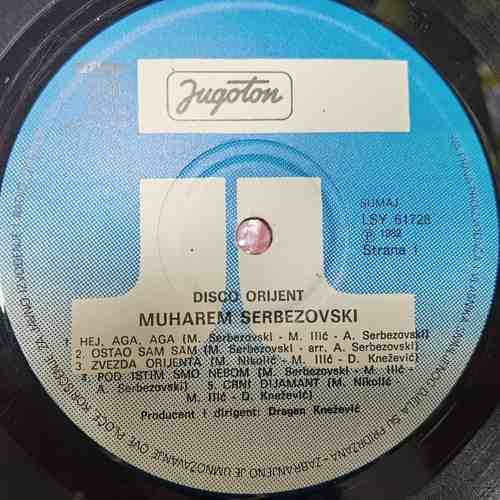 Jugoton
SUMAJ
LSY 61728
℗ 1982
Strana
DISCO ORIJENT
MUHAREM SERBEZOVSKI
1. HEJ, AGA, AGA (M. Serbezovski - M. Ilić - A. Serbezovski)
2. OSTAO SAM SAM (M. Serbezovski - arr. A. Serbezovski)
3. ZVEZDA ORIJENTA (M. Nikolić - M. Ilić - D. Knežević)
4. POD ISTIM SMO NEBOM (M. Serbezovski - M. Ilić -
A. Serbezovski) 5. CRNI DIJAMANT (M. Nikolić -
M. Ilić - D. Knežević)
Producent i dirigent: Dragan Knežević